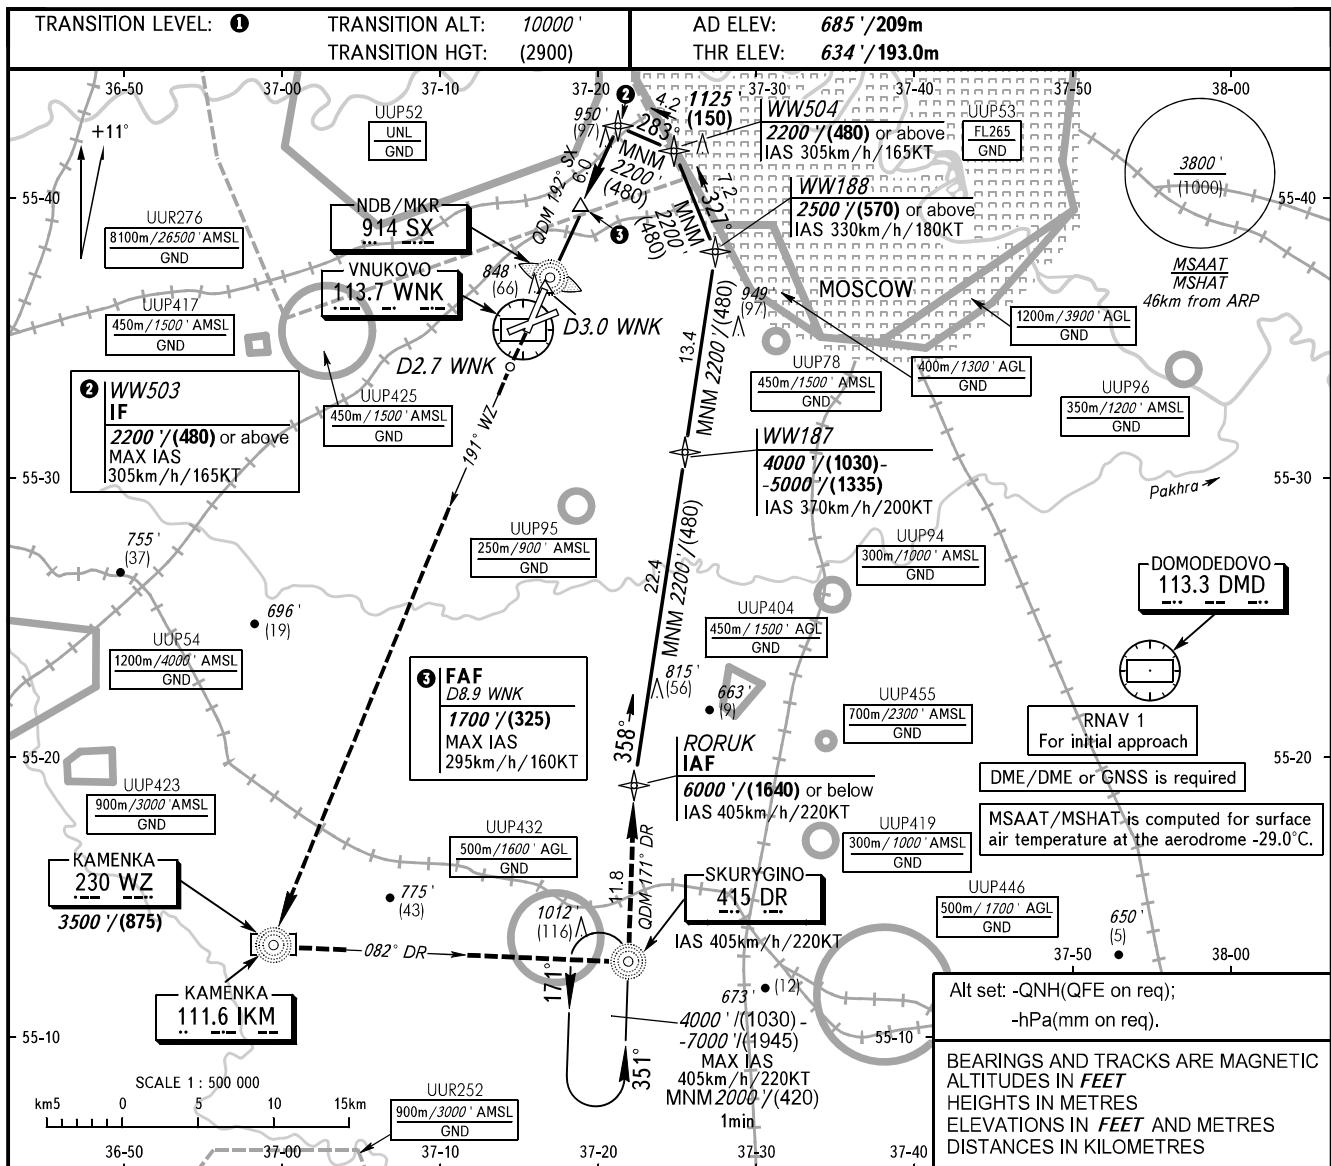 TRANSITION LEVEL: ❶ TRANSITION ALT: 10000 '
TRANSITION HGT: (2900)
AD ELEV: 685 '/209m
THR ELEV: 634 '/193.0m
36-50 37-00 37-10 37-20 37-30 37-40 37-50 38-00
+11°
55-40
55-30
55-20
55-10
UUP52
UNL
GND
UUP53
FL265
GND
950 '
(97)
❷
4.2
283°
1125 '
(150)
WW504
2200 '/(480) or above
IAS 305km/h/165KT
3800 '
(1000)
MSAAT
MSHAT
46km from ARP
MNM
2200 '
(480)
QDM 192° SX
6.0
❸
7.2
327°
MNM
2200 '
(480)
WW188
2500 '/(570) or above
IAS 330km/h/180KT
55-40
NDB/MKR
914 SX
UUR276
8100m/26500 ' AMSL
GND
848 '
(66)
VNUKOVO
113.7 WNK
D3.0 WNK
D2.7 WNK
UUP417
450m/1500 ' AMSL
GND
UUP425
450m/1500 ' AMSL
GND
949 '
(97)
MOSCOW
1200m/3900 ' AGL
GND
400m/1300 ' AGL
GND
UUP78
450m/1500 ' AMSL
GND
UUP96
350m/1200 ' AMSL
GND
13.4
MNM 2200 '/(480)
❷ WW503
IF
2200 '/(480) or above
MAX IAS
305km/h/165KT
191° WZ
WW187
4000 '/(1030)-
-5000 '/(1335)
IAS 370km/h/200KT
55-30
Pakhra
UUP95
250m/900 ' AMSL
GND
UUP94
300m/1000 ' AMSL
GND
755 '
(37)
696 '
(19)
22.4
MNM 2200 '/(480)
DOMODEDOVO
113.3 DMD
UUP404
450m/1500 ' AGL
GND
UUP54
1200m/4000 ' AMSL
GND
❸ FAF
D8.9 WNK
1700 '/(325)
MAX IAS
295km/h/160KT
815 '
(56)
663 '
(9)
UUP455
700m/2300 ' AMSL
GND
358°
RORUK
IAF
6000 '/(1640) or below
IAS 405km/h/220KT
RNAV 1
For initial approach
55-20
DME/DME or GNSS is required
MSAAT/MSHAT is computed for surface
air temperature at the aerodrome -29.0°C.
UUP423
900m/3000 ' AMSL
GND
UUP432
500m/1600 ' AGL
GND
UUP419
300m/1000 ' AMSL
GND
KAMENKA
230 WZ
3500 '/(875)
775 '
(43)
11.8
QDM 171° DR
SKURYGINO
415 DR
IAS 405km/h/220KT
UUP446
500m/1700 ' AGL
GND
650 '
(5)
1012 '
(116)
082° DR
37-50 38-00
KAMENKA
111.6 IKM
171°
351°
673 '
(12)
4000 '/(1030)-
-7000 '/(1945)
MAX IAS
405km/h/220KT
MNM 2000 '/(420)
1min
55-10
Alt set: -QNH(QFE on req);
-hPa(mm on req).
BEARINGS AND TRACKS ARE MAGNETIC
ALTITUDES IN FEET
HEIGHTS IN METRES
ELEVATIONS IN FEET AND METRES
DISTANCES IN KILOMETRES
SCALE 1 : 500 000
km5 0 5 10 15km
UUR252
900m/3000 ' AMSL
GND
36-50 37-00 37-10 37-20 37-30 37-40